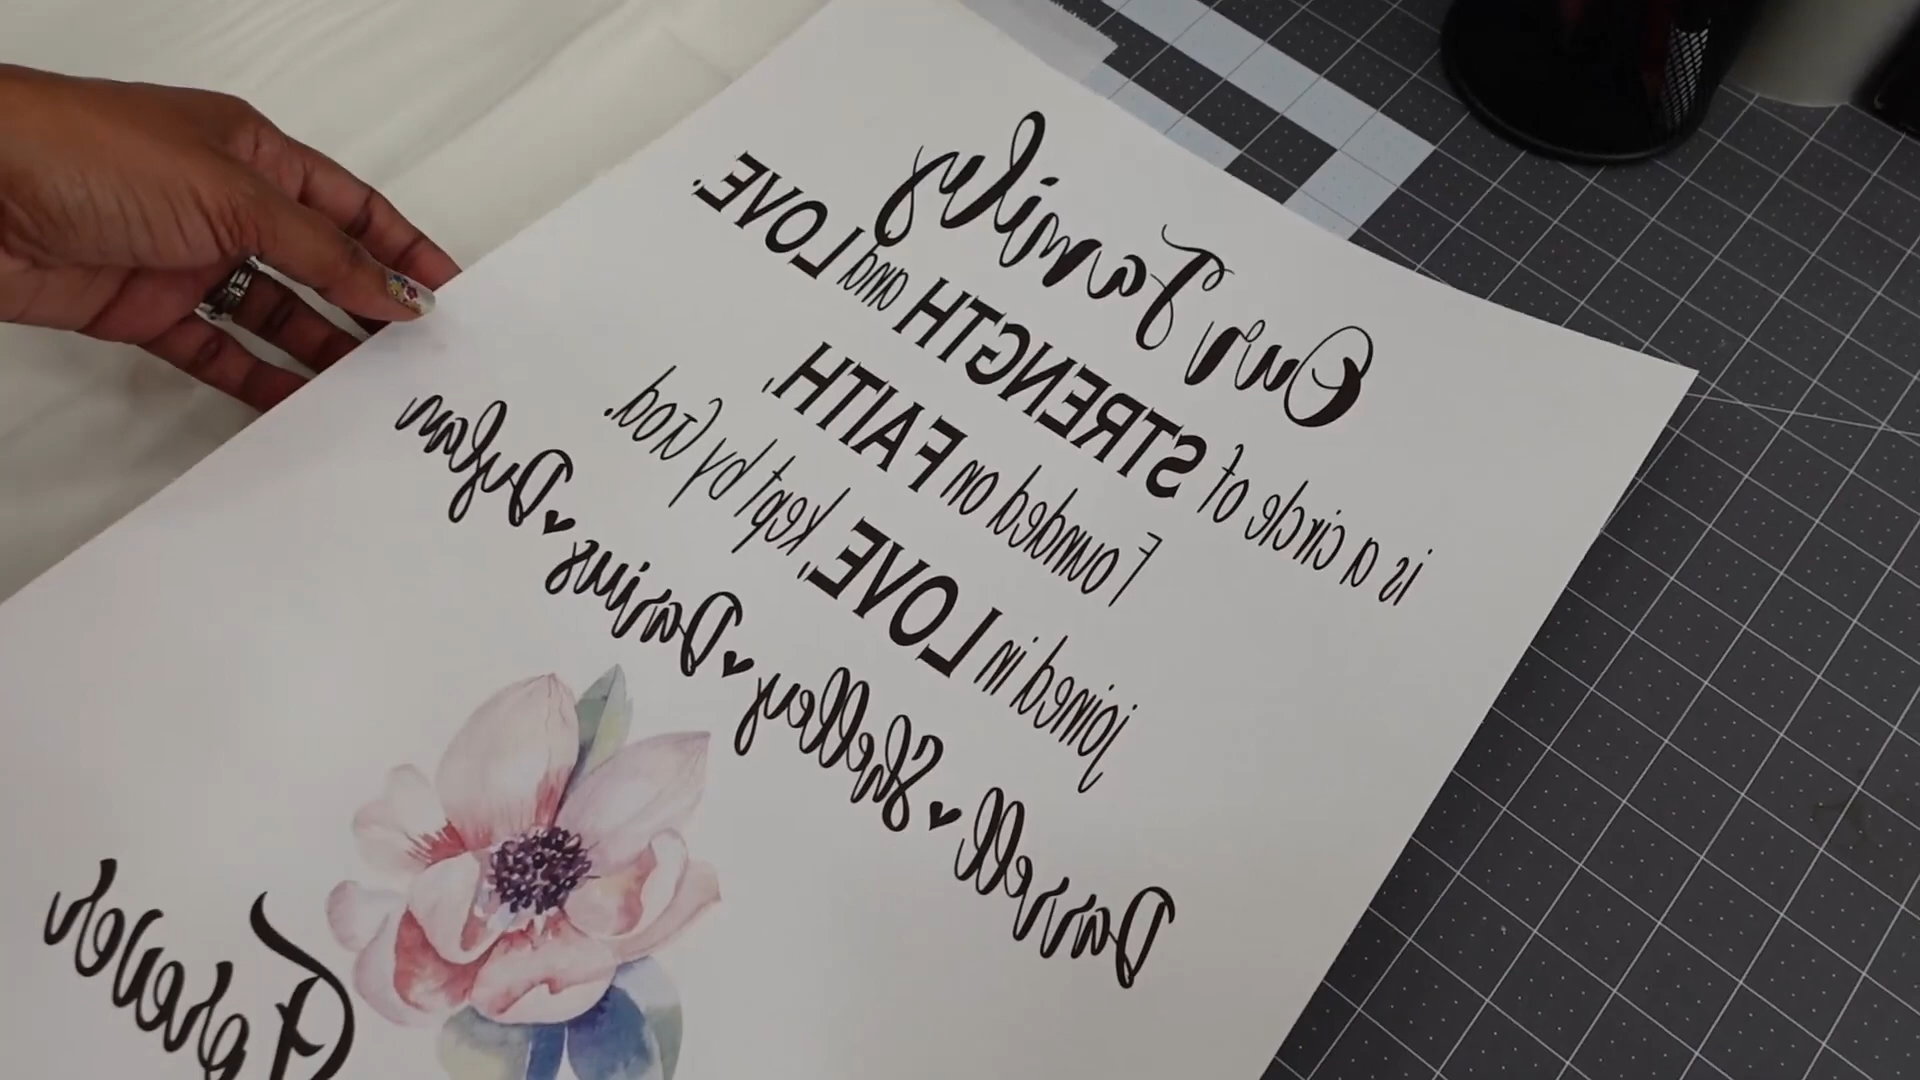 Our Family
is a circle of STRENGTH and LOVE.
Founded on FAITH,
joined in LOVE, kept by God.
Darrell ♥ Shelley ♥ Darius ♥ Dylan
Forever